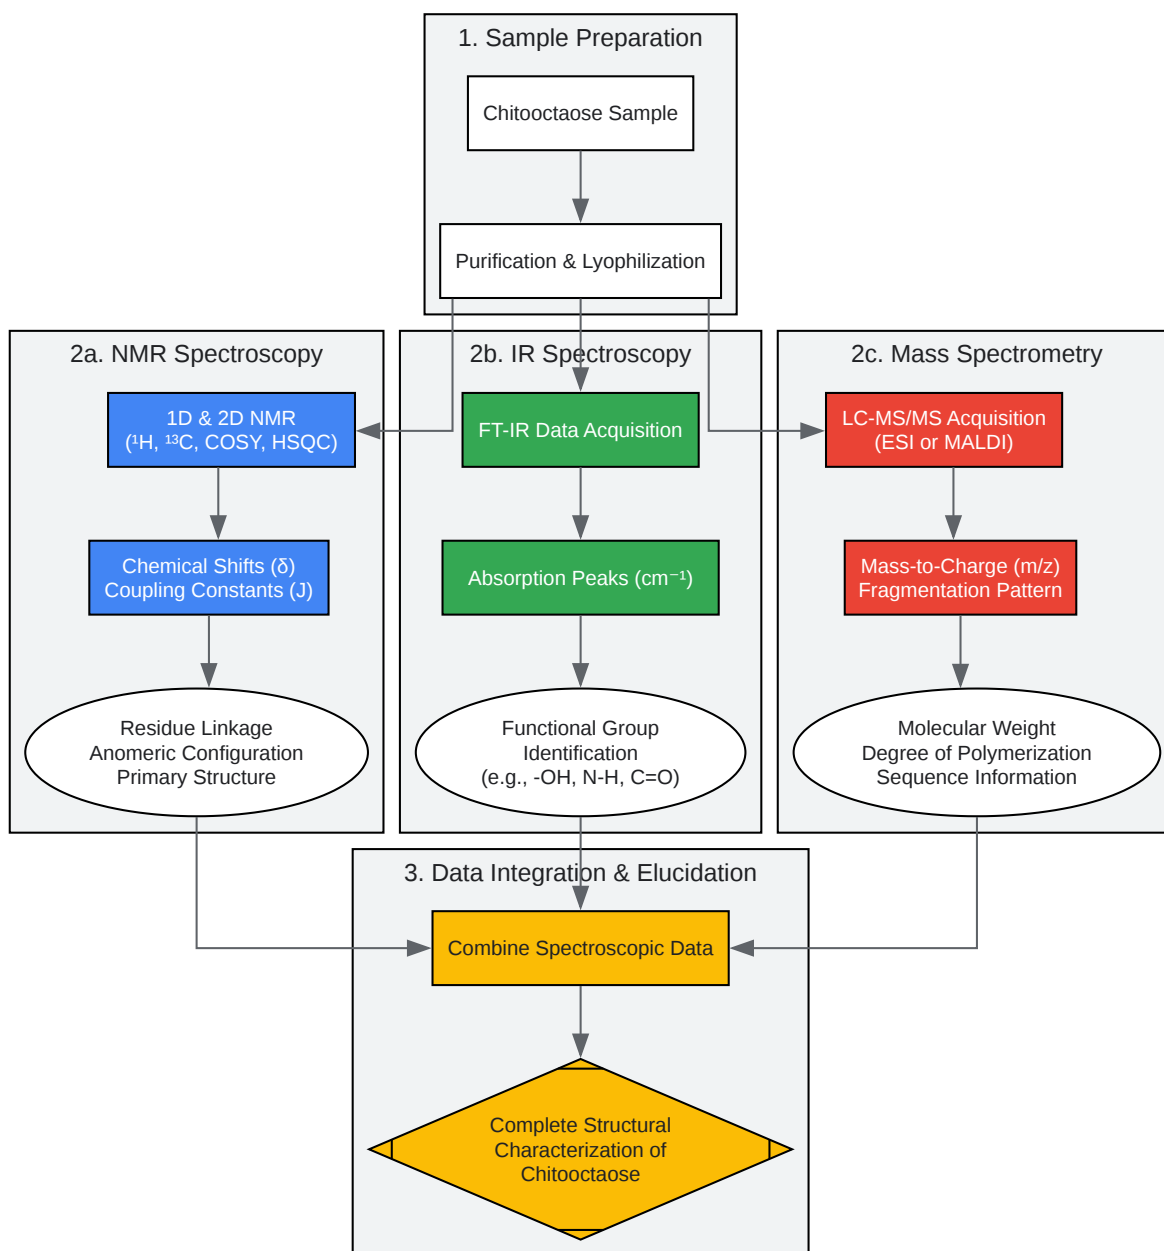 1. Sample Preparation
Chitooctaose Sample
Purification & Lyophilization
2a. NMR Spectroscopy
1D & 2D NMR
(¹H, ¹³C, COSY, HSQC)
Chemical Shifts (δ)
Coupling Constants (J)
Residue Linkage
Anomeric Configuration
Primary Structure
2b. IR Spectroscopy
FT-IR Data Acquisition
Absorption Peaks (cm⁻¹)
Functional Group
Identification
(e.g., -OH, N-H, C=O)
2c. Mass Spectrometry
LC-MS/MS Acquisition
(ESI or MALDI)
Mass-to-Charge (m/z)
Fragmentation Pattern
Molecular Weight
Degree of Polymerization
Sequence Information
3. Data Integration & Elucidation
Combine Spectroscopic Data
Complete Structural
Characterization of
Chitooctaose